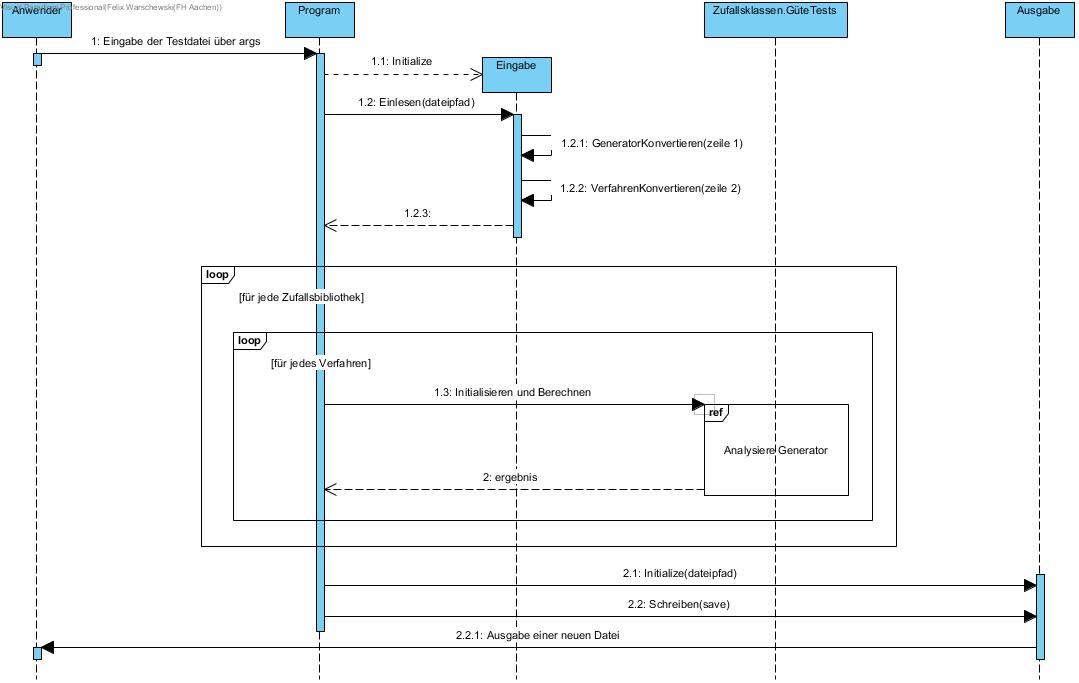 Professional(Felix Warschewski(FH Aachen))
Anwender
Program
Zufallsklassen.GüteTests
Ausgabe
1: Eingabe der Testdatei über args
1.1: Initialize
Eingabe
1.2: Einlesen(dateipfad)
1.2.1: GeneratorKonvertieren(zeile 1)
1.2.2: VerfahrenKonvertieren(zeile 2)
1.2.3:
loop
[für jede Zufallsbibliothek]
loop
[für jedes Verfahren]
1.3: Initialisieren und Berechnen
ref
Analysiere Generator
2: ergebnis
2.1: Initialize(dateipfad)
2.2: Schreiben(save)
2.2.1: Ausgabe einer neuen Datei